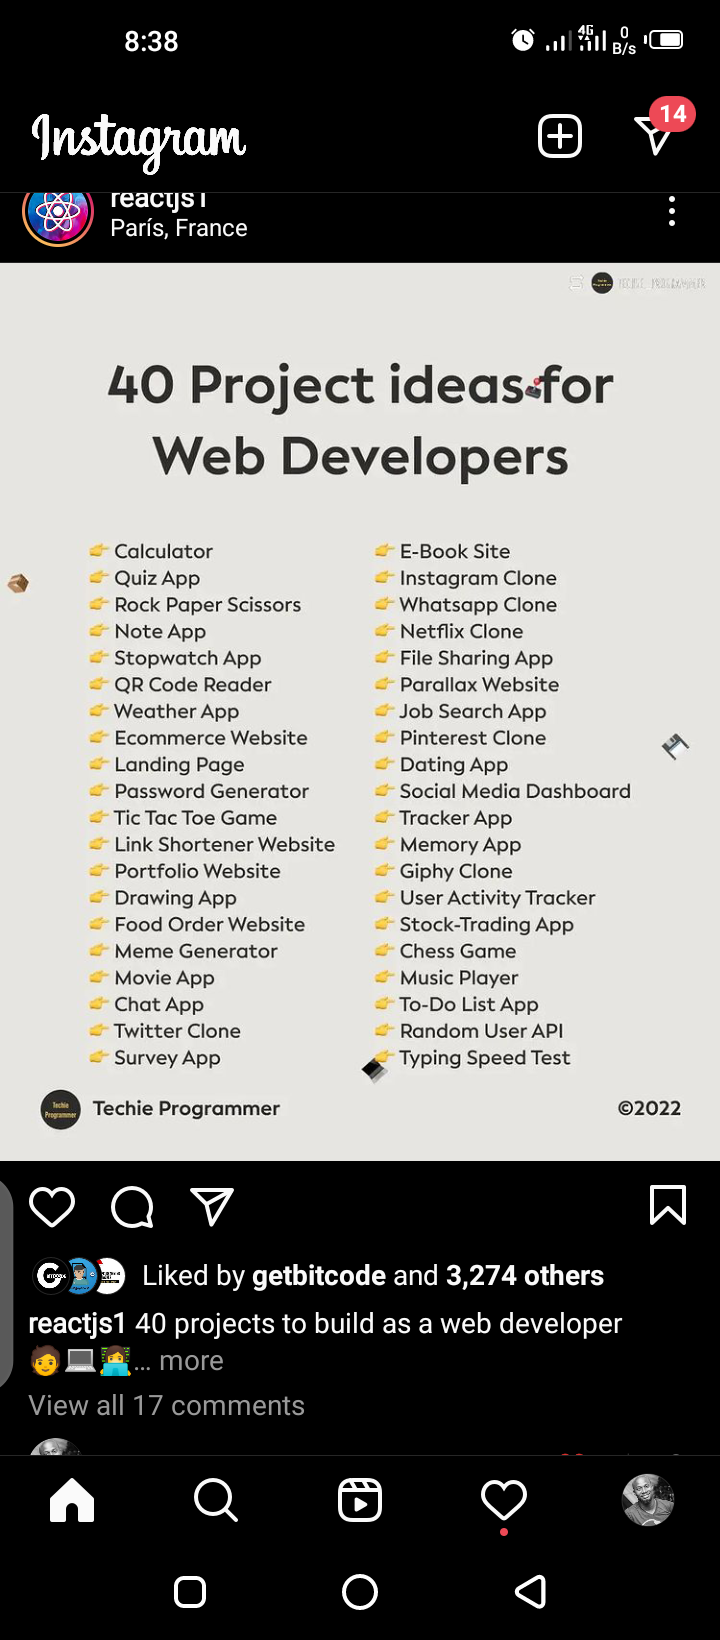 8:38
4G
0
B/s
Instagram
14
reactjs1
París, France
TECHIE_PROGRAMMER
40 Project ideas for
Web Developers
Calculator
Quiz App
Rock Paper Scissors
Note App
Stopwatch App
QR Code Reader
Weather App
Ecommerce Website
Landing Page
Password Generator
Tic Tac Toe Game
Link Shortener Website
Portfolio Website
Drawing App
Food Order Website
Meme Generator
Movie App
Chat App
Twitter Clone
Survey App
E-Book Site
Instagram Clone
Whatsapp Clone
Netflix Clone
File Sharing App
Parallax Website
Job Search App
Pinterest Clone
Dating App
Social Media Dashboard
Tracker App
Memory App
Giphy Clone
User Activity Tracker
Stock-Trading App
Chess Game
Music Player
To-Do List App
Random User API
Typing Speed Test
Techie
Programmer
Techie Programmer
©2022
Liked by getbitcode and 3,274 others
reactjs1 40 projects to build as a web developer
🧑💻👩‍💻... more
View all 17 comments